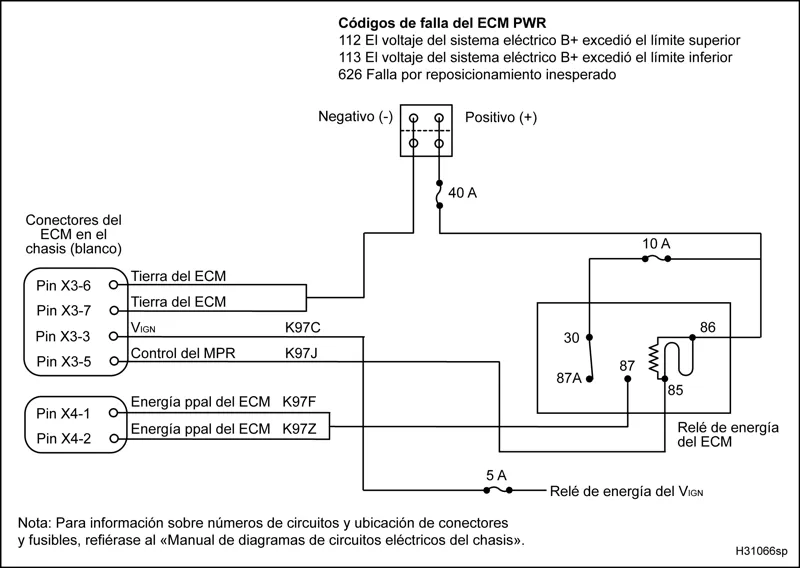 Códigos de falla del ECM PWR
112 El voltaje del sistema eléctrico B+ excedió el límite superior
113 El voltaje del sistema eléctrico B+ excedió el límite inferior
626 Falla por reposicionamiento inesperado
Negativo (-)
Positivo (+)
40 A
Conectores del
ECM en el
chasis (blanco)
10 A
Pin X3-6
Tierra del ECM
Pin X3-7
Tierra del ECM
Pin X3-3
VIGN
K97C
Pin X3-5
Control del MPR
K97J
30
86
87A
87
85
Pin X4-1
Energía ppal del ECM
K97F
Pin X4-2
Energía ppal del ECM
K97Z
Relé de energía
del ECM
5 A
Relé de energía del VIGN
Nota: Para información sobre números de circuitos y ubicación de conectores
y fusibles, refiérase al «Manual de diagramas de circuitos eléctricos del chasis».
H31066sp